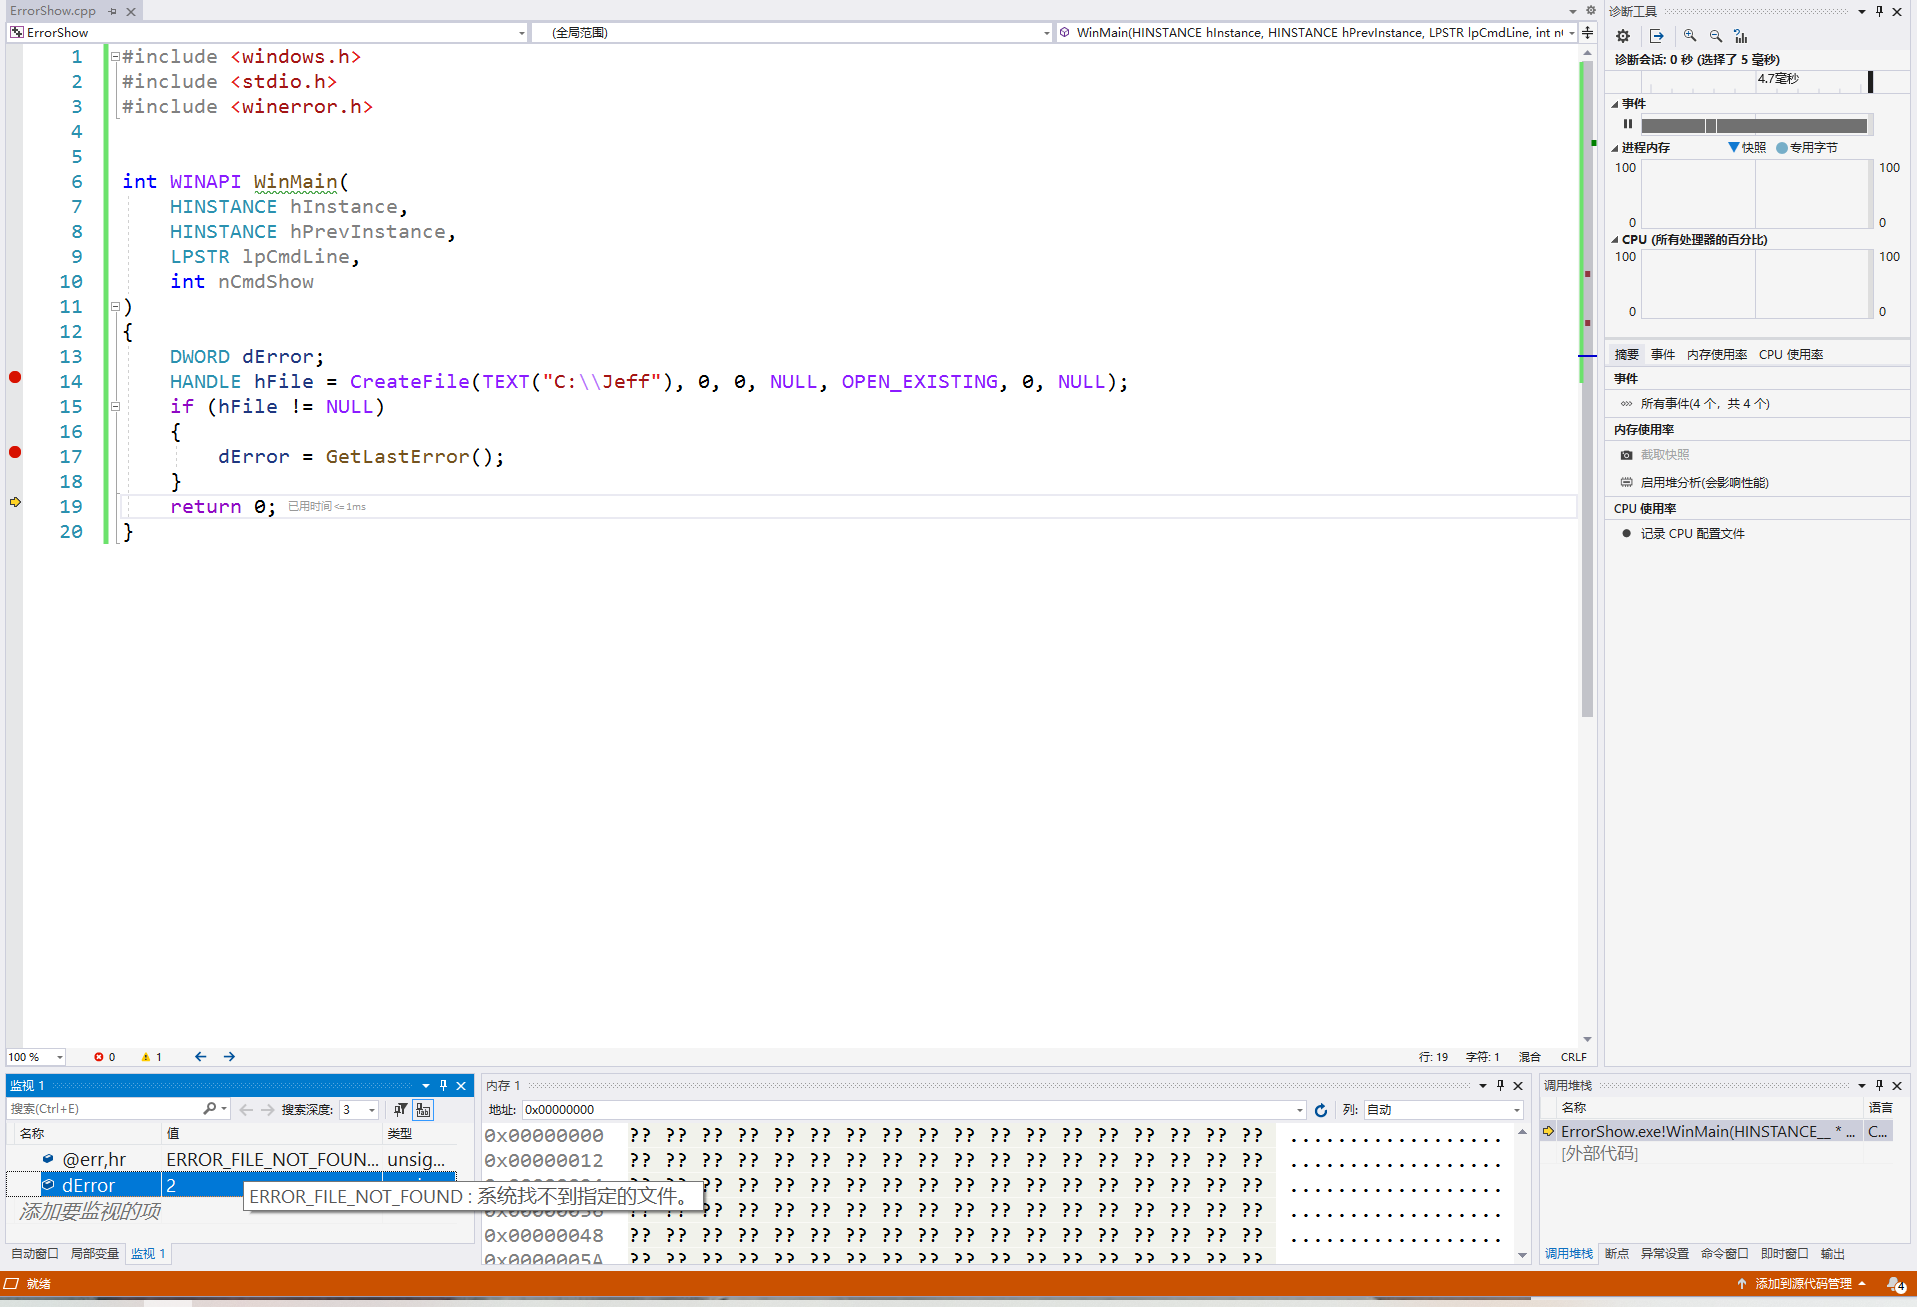 ErrorShow.cpp
ErrorShow
(全局范围)
WinMain(HINSTANCE hInstance, HINSTANCE hPrevInstance, LPSTR lpCmdLine, int n
1 #include <windows.h>
2 #include <stdio.h>
3 #include <winerror.h>
4
5
6 int WINAPI WinMain(
7 HINSTANCE hInstance,
8 HINSTANCE hPrevInstance,
9 LPSTR lpCmdLine,
10 int nCmdShow
11 )
12 {
13 DWORD dError;
14 HANDLE hFile = CreateFile(TEXT("C:\\Jeff"), 0, 0, NULL, OPEN_EXISTING, 0, NULL);
15 if (hFile != NULL)
16 {
17 dError = GetLastError();
18 }
19 return 0; 已用时间<=1ms
20 }
100 %
0
1
行: 19 字符: 1 混合 CRLF
诊断工具
诊断会话: 0 秒 (选择了 5 毫秒)
4.7毫秒
事件
进程内存 快照 专用字节
100 100
0 0
CPU (所有处理器的百分比)
100 100
0 0
摘要 事件 内存使用率 CPU 使用率
事件
所有事件(4 个，共 4 个)
内存使用率
截取快照
启用堆分析(会影响性能)
CPU 使用率
记录 CPU 配置文件
监视 1
搜索(Ctrl+E) 搜索深度: 3
名称 值 类型
@err,hr ERROR_FILE_NOT_FOUN... unsig...
dError 2
ERROR_FILE_NOT_FOUND : 系统找不到指定的文件。
添加要监视的项
自动窗口 局部变量 监视 1
内存 1
地址: 0x00000000 列: 自动
0x00000000 ?? ?? ?? ?? ?? ?? ?? ?? ?? ?? ?? ?? ?? ?? ?? ?? ?? ?? ..................
0x00000012 ?? ?? ?? ?? ?? ?? ?? ?? ?? ?? ?? ?? ?? ?? ?? ?? ?? ?? ..................
?? ?? ?? ?? ?? ?? ?? ?? ?? ?? ?? ?? ?? ?? ?? ?? ..................
?? ?? ?? ?? ?? ?? ?? ?? ?? ?? ?? ?? ?? ?? ?? ?? ..................
0x00000048 ?? ?? ?? ?? ?? ?? ?? ?? ?? ?? ?? ?? ?? ?? ?? ?? ?? ?? ..................
0x0000005A ?? ?? ?? ?? ?? ?? ?? ?? ?? ?? ?? ?? ?? ?? ?? ?? ?? ??
调用堆栈
名称 语言
ErrorShow.exe!WinMain(HINSTANCE__ * ... C...
[外部代码]
调用堆栈 断点 异常设置 命令窗口 即时窗口 输出
就绪
添加到源代码管理
4